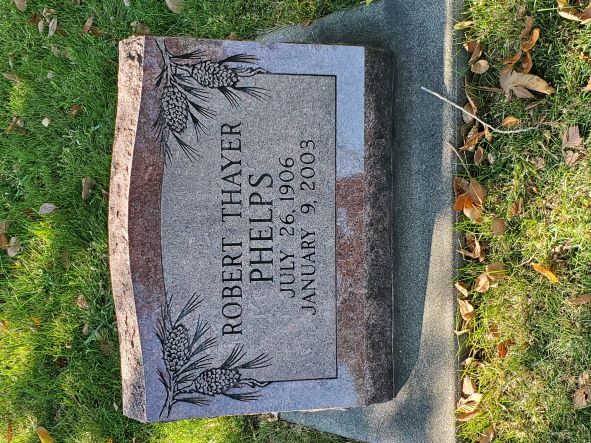 ROBERT THAYER
PHELPS
JULY 26, 1906
JANUARY 9, 2003